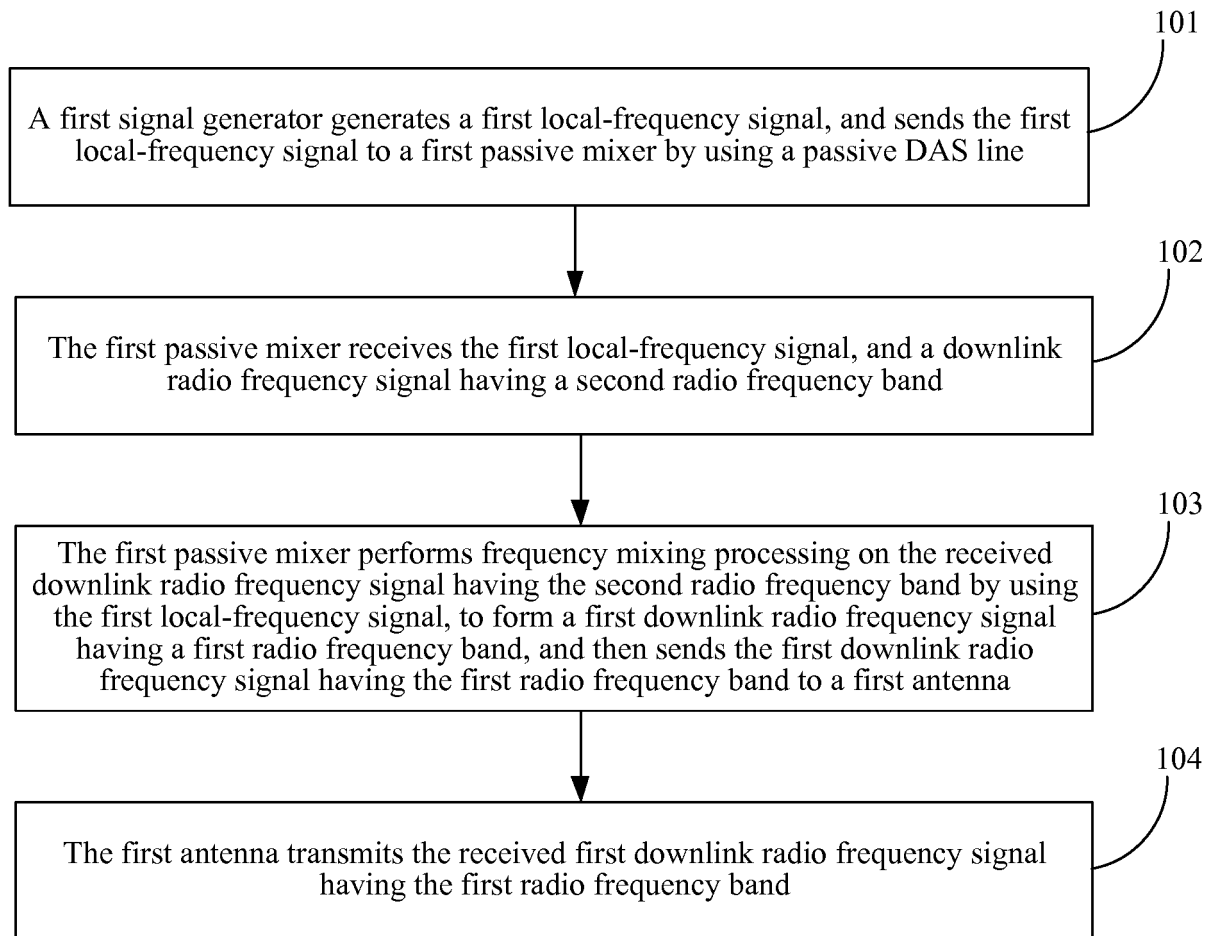 101
A first signal generator generates a first local-frequency signal, and sends the first
local-frequency signal to a first passive mixer by using a passive DAS line
102
The first passive mixer receives the first local-frequency signal, and a downlink
radio frequency signal having a second radio frequency band
103
The first passive mixer performs frequency mixing processing on the received
downlink radio frequency signal having the second radio frequency band by using
the first local-frequency signal, to form a first downlink radio frequency signal
having a first radio frequency band, and then sends the first downlink radio
frequency signal having the first radio frequency band to a first antenna
104
The first antenna transmits the received first downlink radio frequency signal
having the first radio frequency band